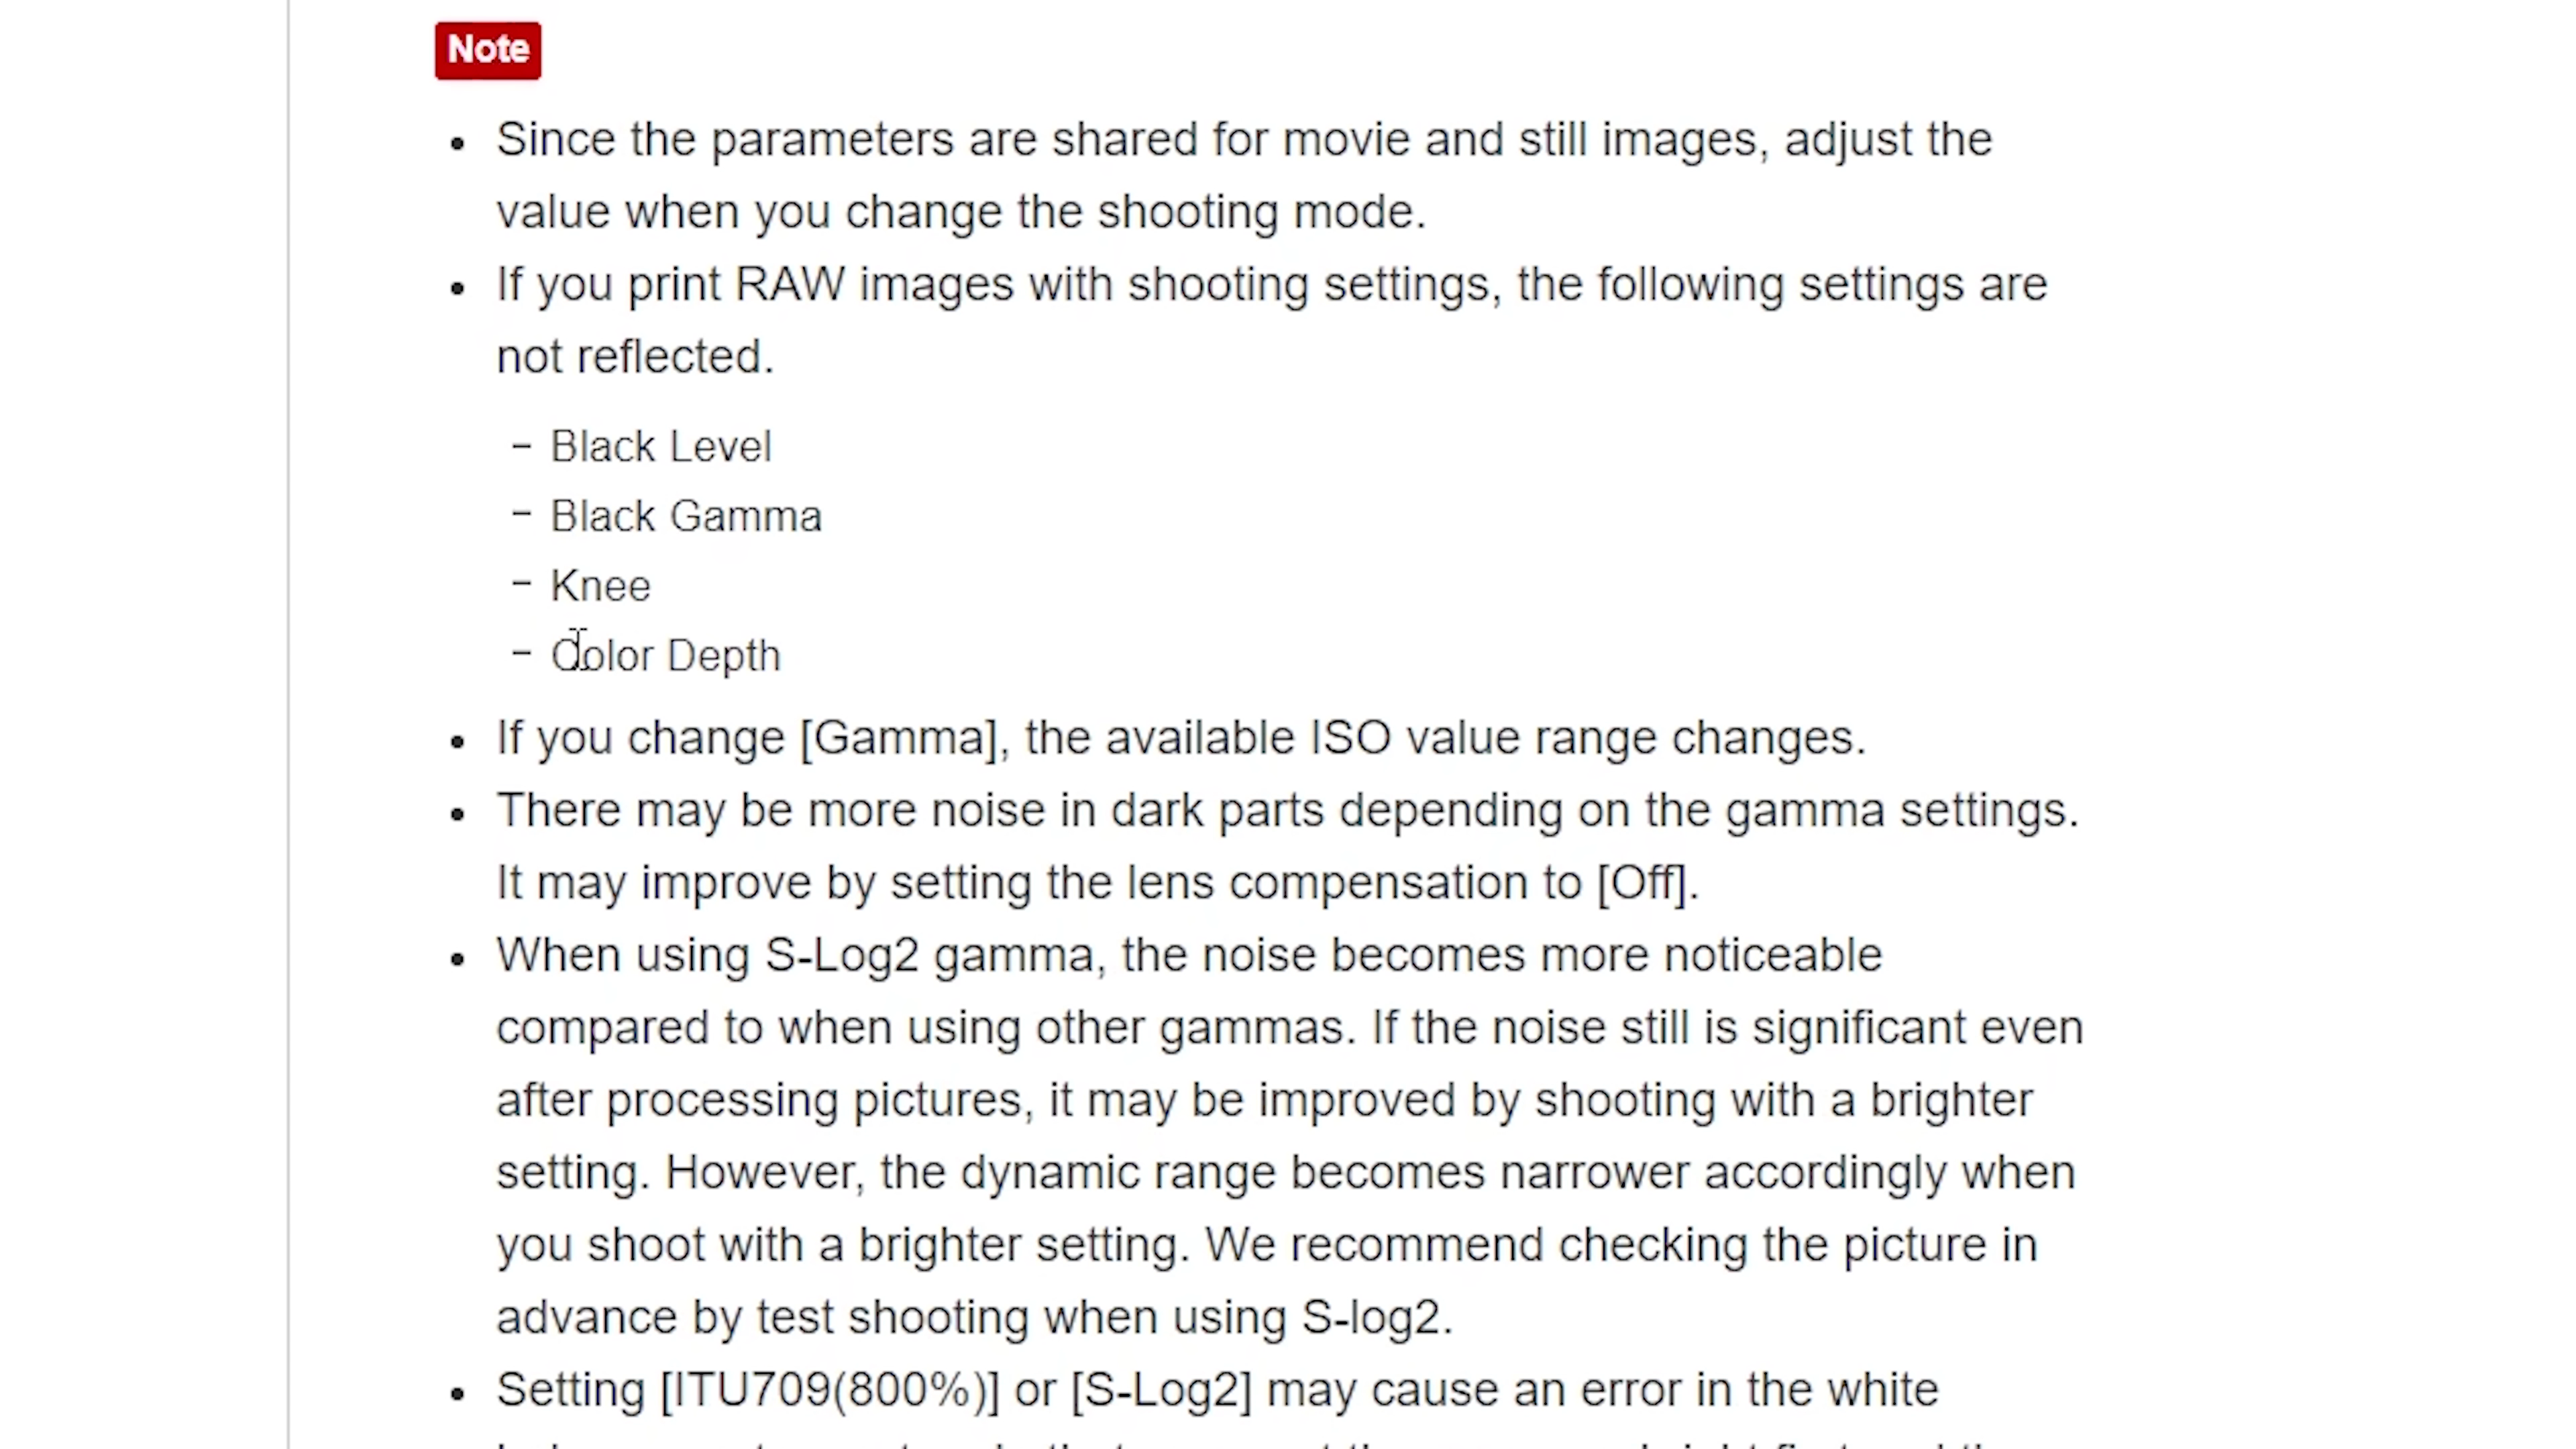 Note
• Since the parameters are shared for movie and still images, adjust the
value when you change the shooting mode.
• If you print RAW images with shooting settings, the following settings are
not reflected.
− Black Level
− Black Gamma
− Knee
− Color Depth
• If you change [Gamma], the available ISO value range changes.
• There may be more noise in dark parts depending on the gamma settings.
It may improve by setting the lens compensation to [Off].
• When using S-Log2 gamma, the noise becomes more noticeable
compared to when using other gammas. If the noise still is significant even
after processing pictures, it may be improved by shooting with a brighter
setting. However, the dynamic range becomes narrower accordingly when
you shoot with a brighter setting. We recommend checking the picture in
advance by test shooting when using S-log2.
• Setting [ITU709(800%)] or [S-Log2] may cause an error in the white